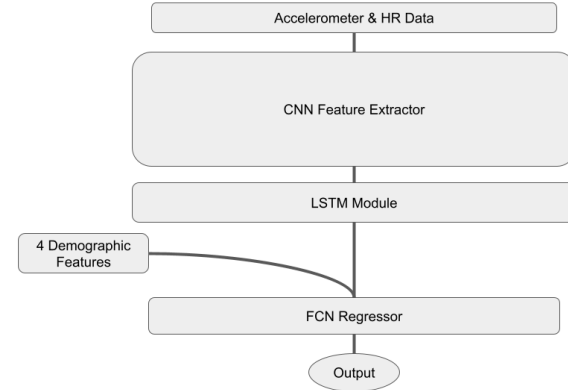 Accelerometer & HR Data
CNN Feature Extractor
LSTM Module
4 Demographic
Features
FCN Regressor
Output